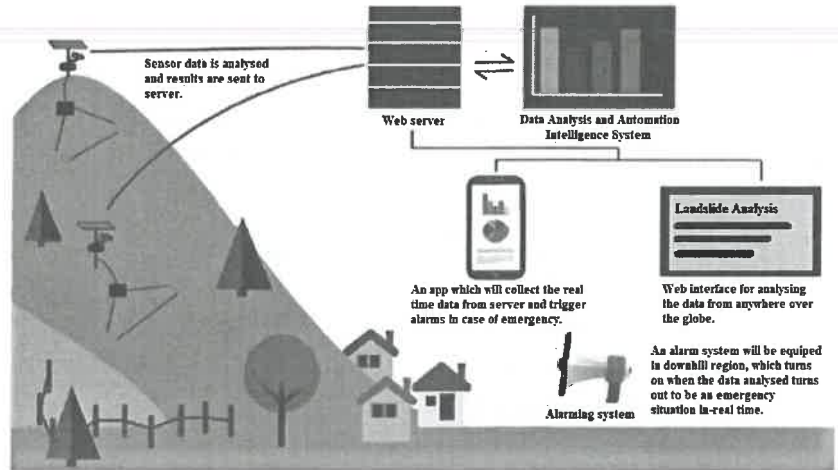 Sensor data is analysed
and results are sent to
server.
Web server
Data Analysis and Automation
Intelligence System
Landslide Analysis
An app which will collect the real
time data from server and trigger
alarms in case of emergency.
Web interface for analysing
the data from anywhere over
the globe.
Alarming system
An alarm system will be equiped
in downhill region, which turns
on when the data analysed turns
out to be an emergency
situation in-real time.